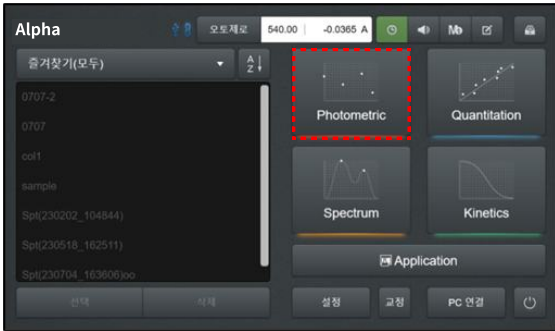 Alpha
오토제로
540.00 | -0.0365 A
즐겨찾기(모두)
A
Z
0707-2
0707
col1
sample
Spt(230202_104844)
Spt(230518_162511)
Spt(230704_163606)oo
선택
삭제
Photometric
Quantitation
Spectrum
Kinetics
Application
설정
교정
PC 연결